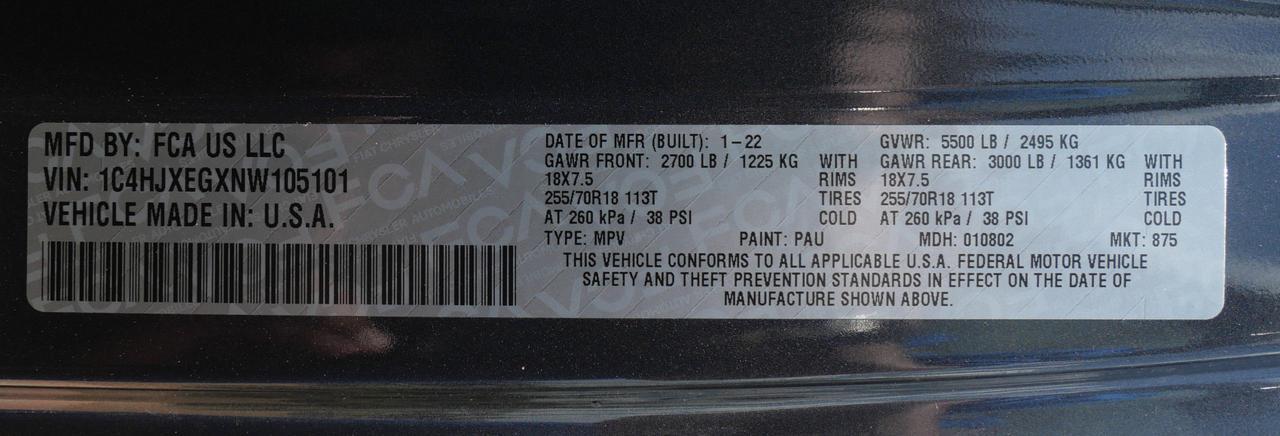 MFD BY: FCA US LLC
VIN: 1C4HJXEGXNW105101
VEHICLE MADE IN: U.S.A.
DATE OF MFR (BUILT): 1-22 GVWR: 5500 LB / 2495 KG
GAWR FRONT: 2700 LB / 1225 KG WITH GAWR REAR: 3000 LB / 1361 KG WITH
18X7.5 RIMS 18X7.5 RIMS
255/70R18 113T TIRES 255/70R18 113T TIRES
AT 260 kPa / 38 PSI COLD AT 260 kPa / 38 PSI COLD
TYPE: MPV PAINT: PAU MDH: 010802 MKT: 875
THIS VEHICLE CONFORMS TO ALL APPLICABLE U.S.A. FEDERAL MOTOR VEHICLE
SAFETY AND THEFT PREVENTION STANDARDS IN EFFECT ON THE DATE OF
MANUFACTURE SHOWN ABOVE.